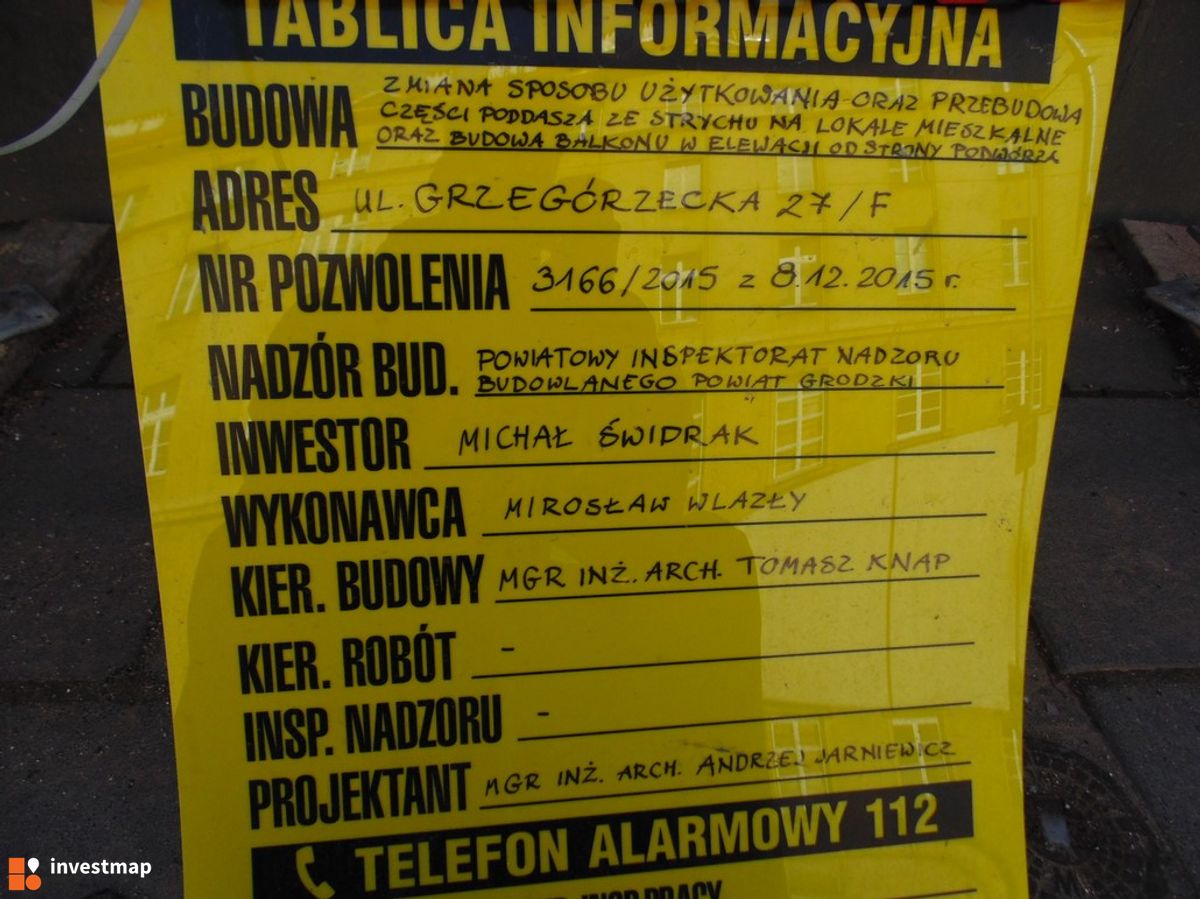 TABLICA INFORMACYJNA
BUDOWA ZMIANA SPOSOBU UŻYTKOWANIA ORAZ PRZEBUDOWA
CZĘŚCI PODDASZA ZE STRYCHU NA LOKALE MIESZKALNE
ORAZ BUDOWA BALKONU W ELEWACJI OD STRONY PODWÓRZA
ADRES UL. GRZEGÓRZECKA 27/F
NR POZWOLENIA 3166/2015 z 8.12.2015 r.
NADZÓR BUD. POWIATOWY INSPEKTORAT NADZORU
BUDOWLANEGO POWIAT GRODZKI
INWESTOR MICHAŁ ŚWIDRAK
WYKONAWCA MIROSŁAW WLAZŁY
KIER. BUDOWY MGR INŻ. ARCH. TOMASZ KNAP
KIER. ROBÓT -
INSP. NADZORU -
PROJEKTANT MGR INŻ. ARCH. ANDRZEJ JARNIEWICZ
TELEFON ALARMOWY 112
INSP. PRACY
investmap